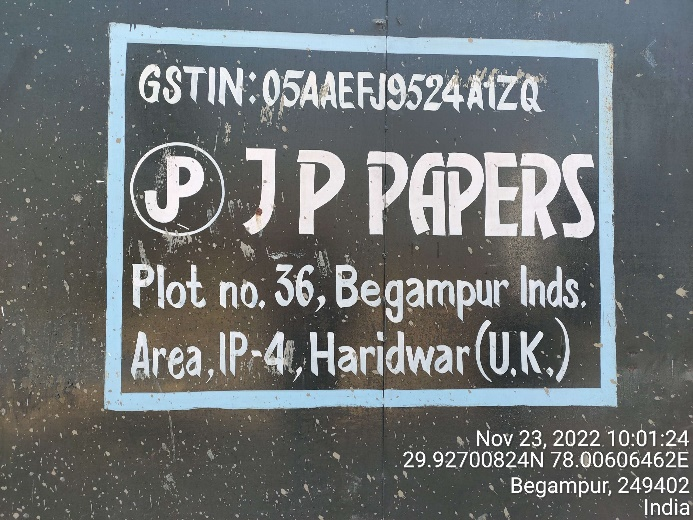 GSTIN:05AAEFJ9524A1ZQ
JP J P PAPERS
Plot no. 36, Begampur Inds.
Area, IP-4, Haridwar (U.K.)
Nov 23, 2022 10:01:24
29.92700824N 78.00606462E
Begampur, 249402
India